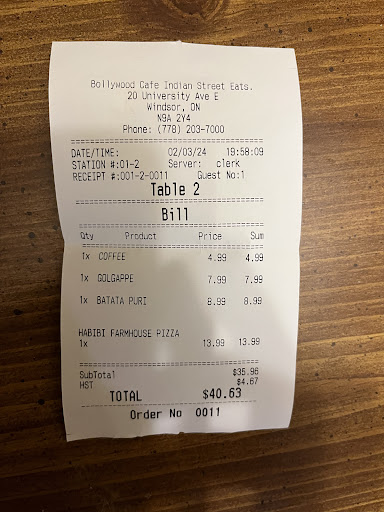 Bollywood Cafe Indian Street Eats.
20 University Ave E
Windsor, ON
N9A 2Y4
Phone: (778) 203-7000
DATE/TIME: 02/03/24 19:58:09
STATION #:01-2 Server: clerk
RECEIPT #:001-2-0011 Guest No:1
Table 2
Bill
Qty Product Price Sum
1x COFFEE 4.99 4.99
1x GOLGAPPE 7.99 7.99
1x BATATA PURI 8.99 8.99
HABIBI FARMHOUSE PIZZA
1x 13.99 13.99
SubTotal $35.96
HST $4.67
TOTAL $40.63
Order No 0011